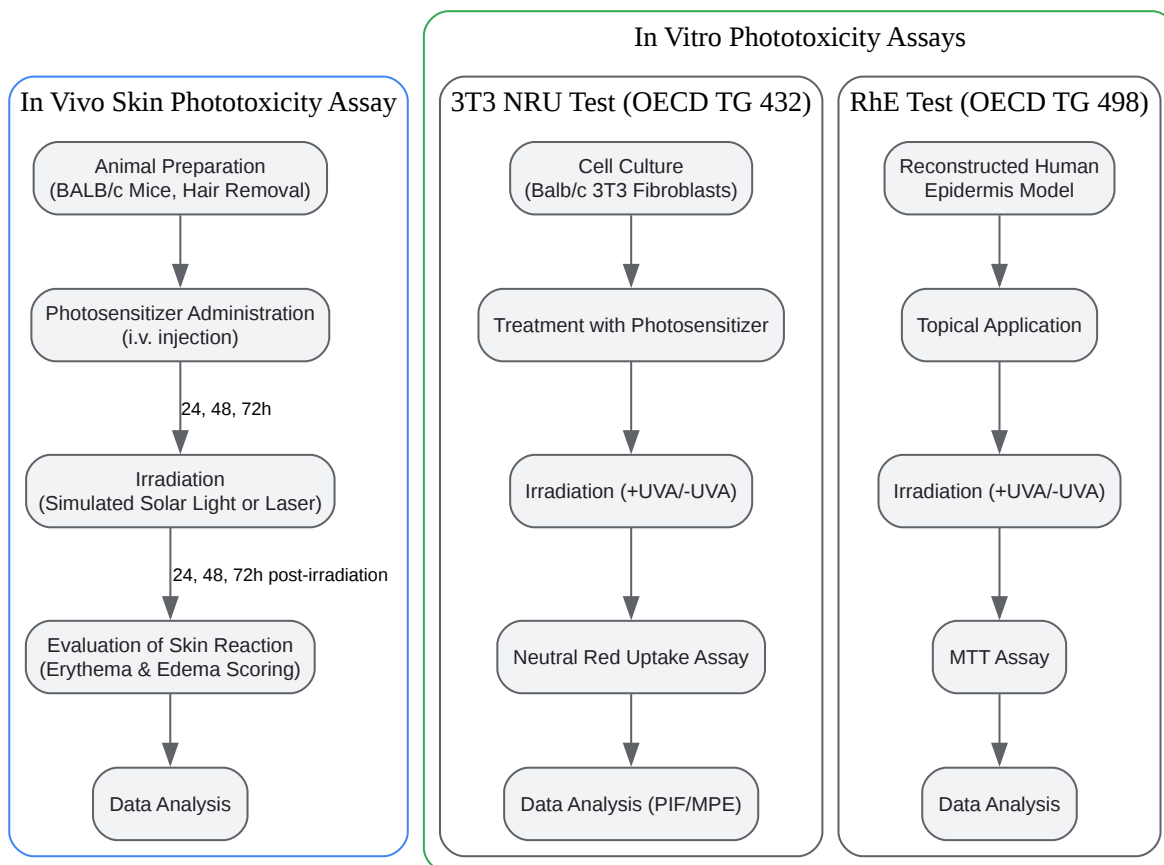 In Vitro Phototoxicity Assays
In Vivo Skin Phototoxicity Assay
Animal Preparation
(BALB/c Mice, Hair Removal)
Photosensitizer Administration
(i.v. injection)
24, 48, 72h
Irradiation
(Simulated Solar Light or Laser)
24, 48, 72h post-irradiation
Evaluation of Skin Reaction
(Erythema & Edema Scoring)
Data Analysis
3T3 NRU Test (OECD TG 432)
Cell Culture
(Balb/c 3T3 Fibroblasts)
Treatment with Photosensitizer
Irradiation (+UVA/-UVA)
Neutral Red Uptake Assay
Data Analysis (PIF/MPE)
RhE Test (OECD TG 498)
Reconstructed Human
Epidermis Model
Topical Application
Irradiation (+UVA/-UVA)
MTT Assay
Data Analysis